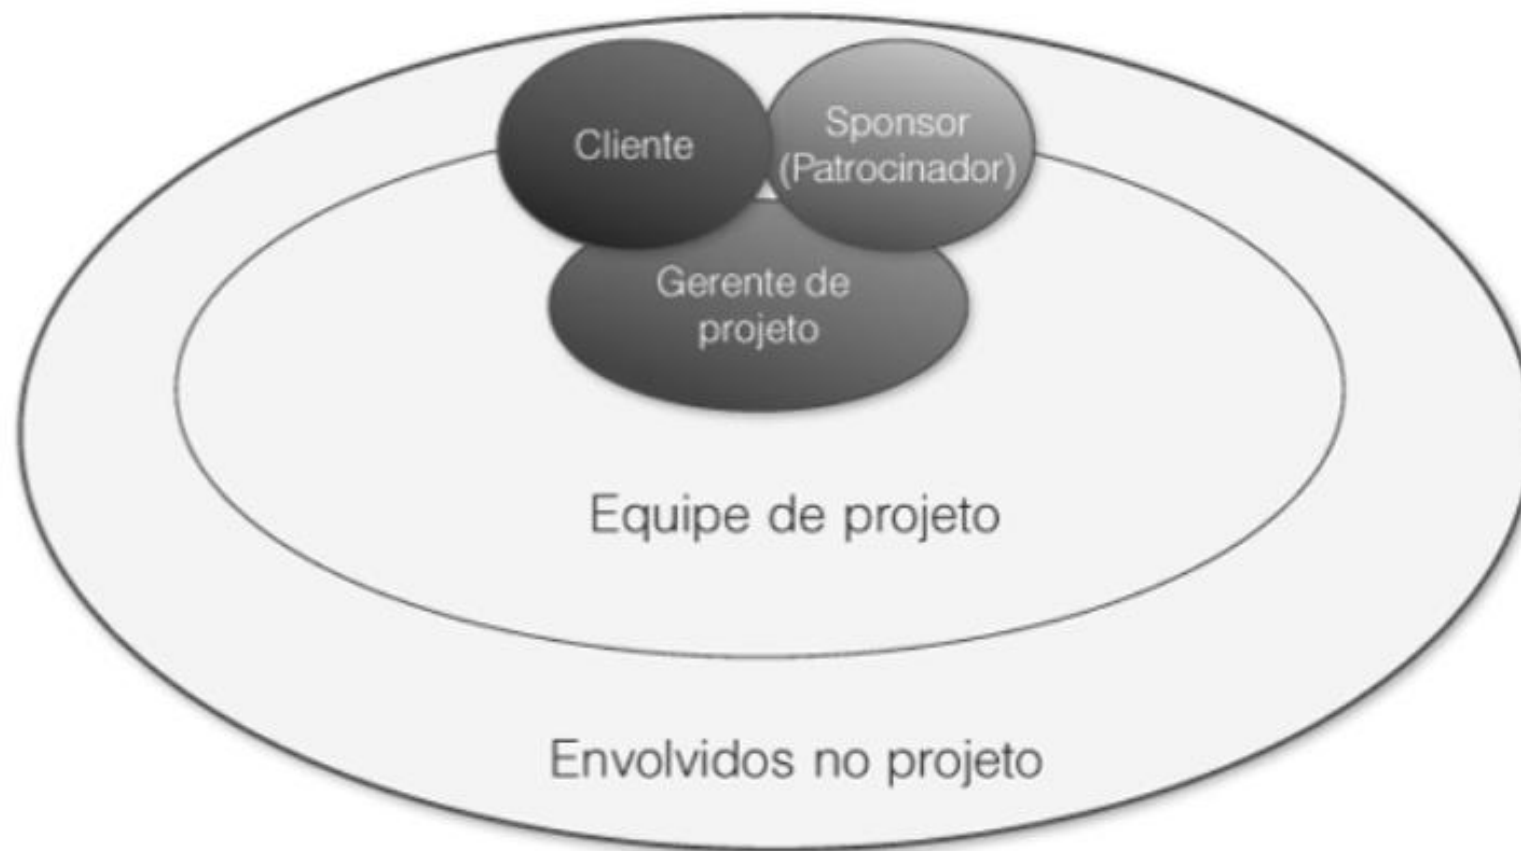 Cliente
Sponsor
(Patrocinador)
Gerente de
projeto
Equipe de projeto
Envolvidos no projeto